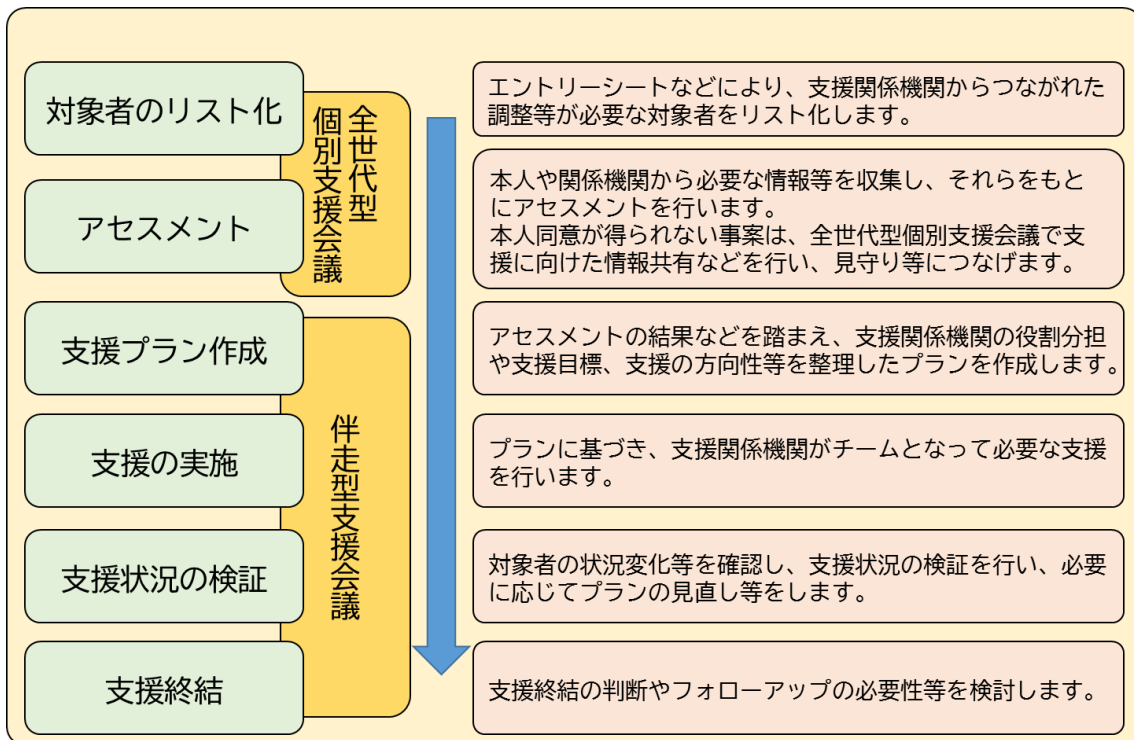 対象者のリスト化
エントリーシートなどにより、支援関係機関からつながれた
調整等が必要な対象者をリスト化します。
全世代型
個別支援会議
アセスメント
本人や関係機関から必要な情報等を収集し、それらをもと
にアセスメントを行います。
本人同意が得られない事案は、全世代型個別支援会議で支
援に向けた情報共有などを行い、見守り等につなげます。
支援プラン作成
アセスメントの結果などを踏まえ、支援関係機関の役割分担
や支援目標、支援の方向性等を整理したプランを作成します。
伴走型支援会議
支援の実施
プランに基づき、支援関係機関がチームとなって必要な支援
を行います。
支援状況の検証
対象者の状況変化等を確認し、支援状況の検証を行い、必要
に応じてプランの見直し等をします。
支援終結
支援終結の判断やフォローアップの必要性等を検討します。